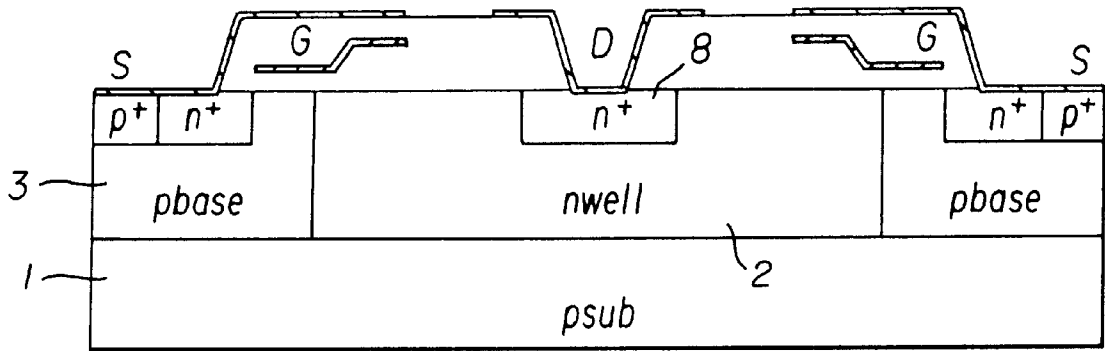 G D G
S 8 S
p+ n+ n+ n+ p+
3 pbase nwell pbase
1 2
psub